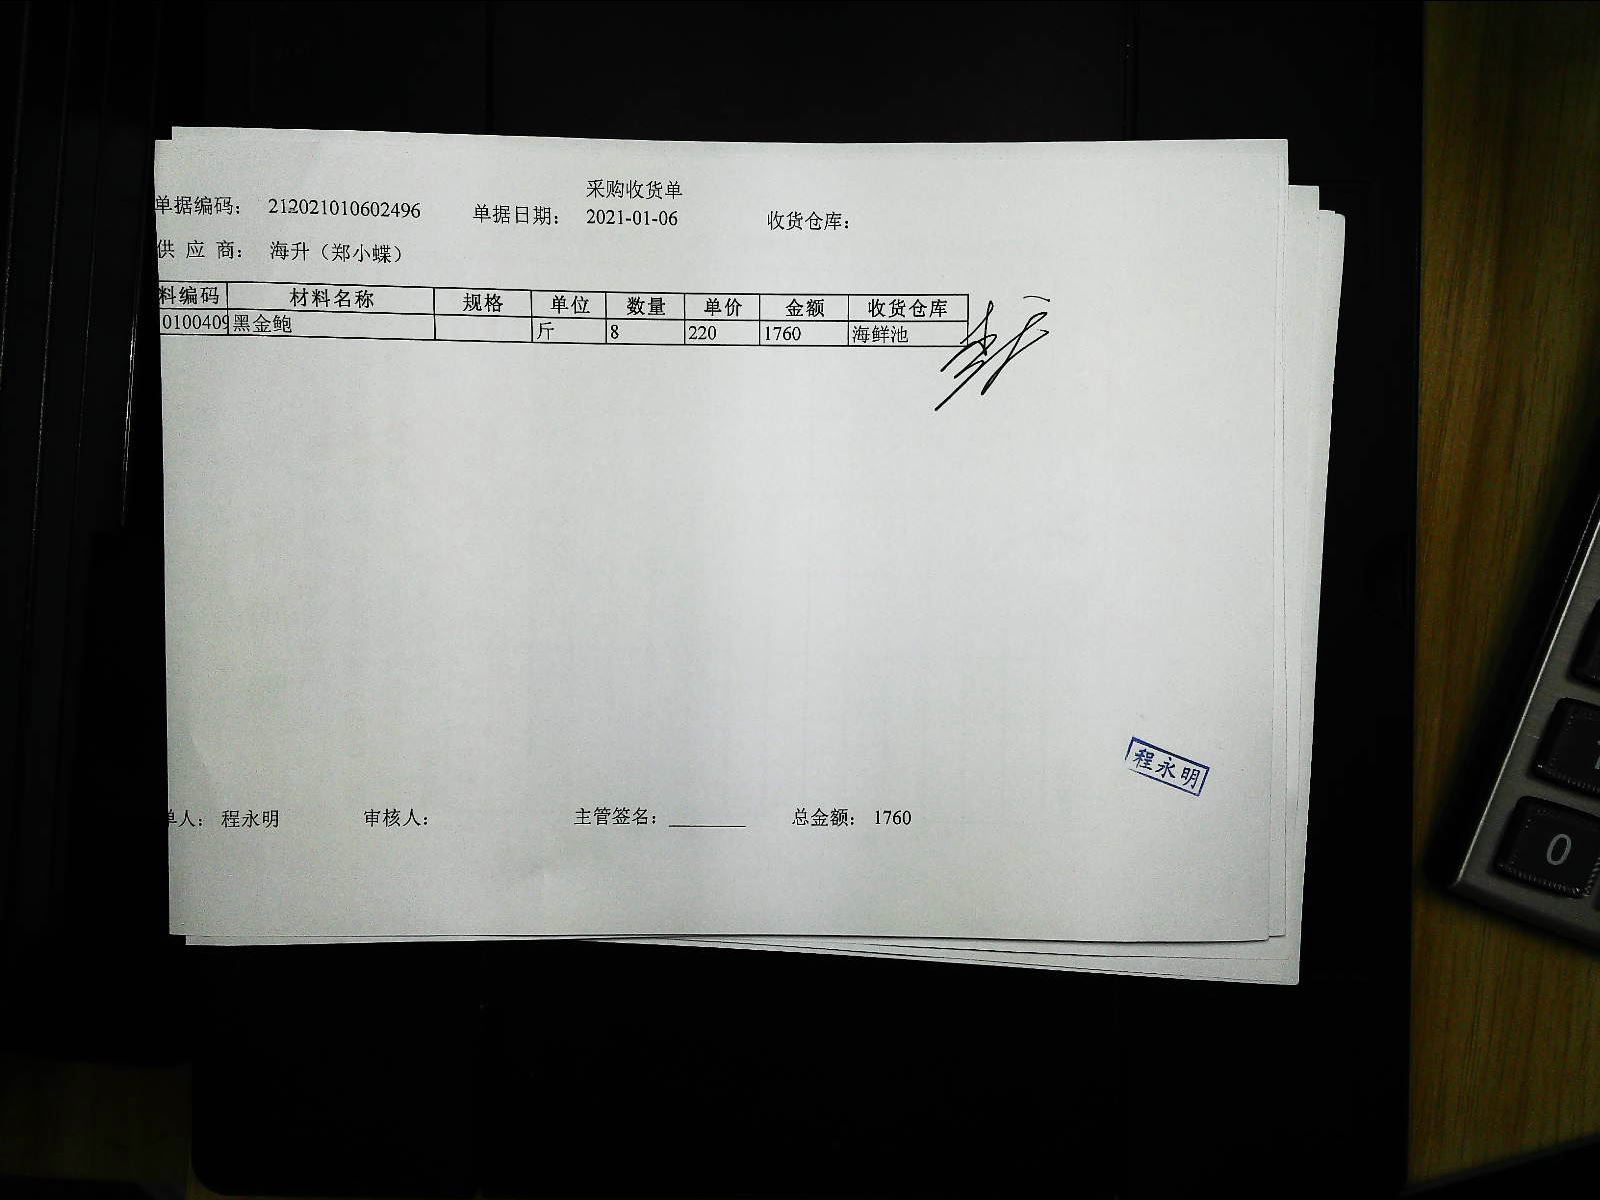 采购收货单
单据编码： 212021010602496 单据日期： 2021-01-06 收货仓库：
供 应 商： 海升（郑小蝶）
料编码 材料名称 规格 单位 数量 单价 金额 收货仓库
0100409 黑金鲍 斤 8 220 1760 海鲜池
程永明
单人： 程永明 审核人： 主管签名： ________ 总金额： 1760
0